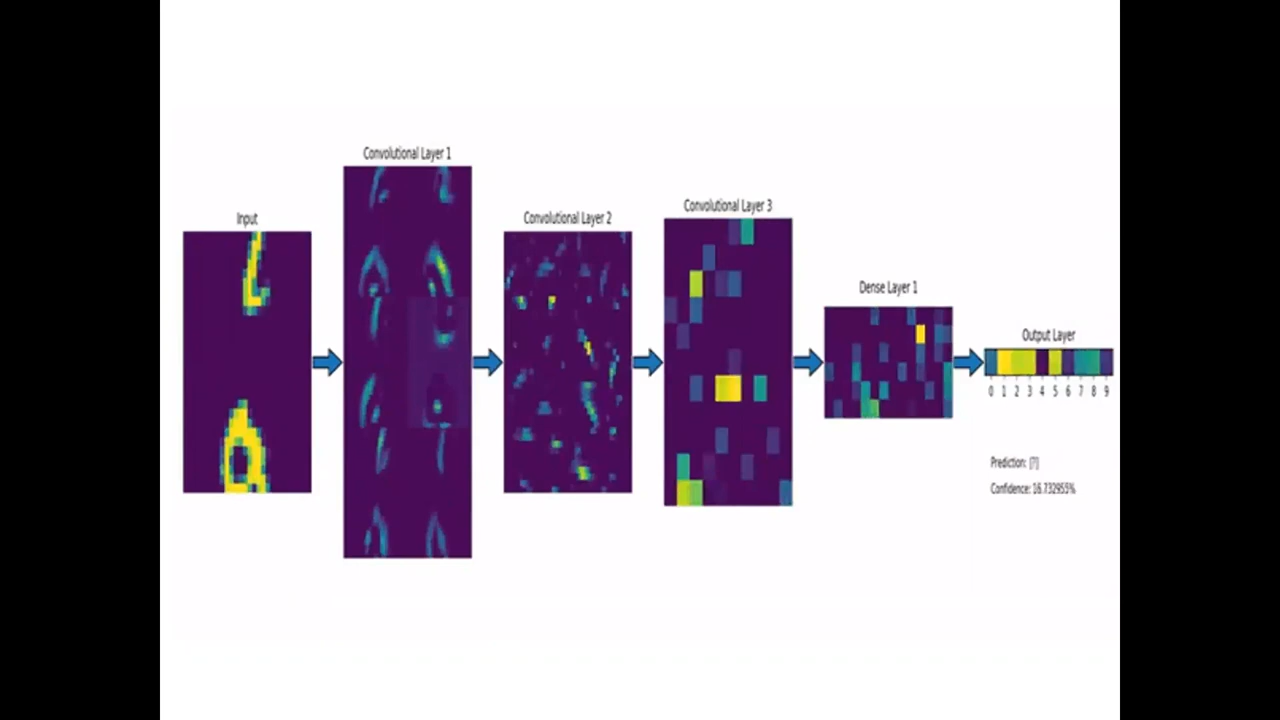 Convolutional Layer 1
Input
Convolutional Layer 2
Convolutional Layer 3
Dense Layer 1
Output Layer
0 1 2 3 4 5 6 7 8 9
Prediction: [?]
Confidence: 16.732955%